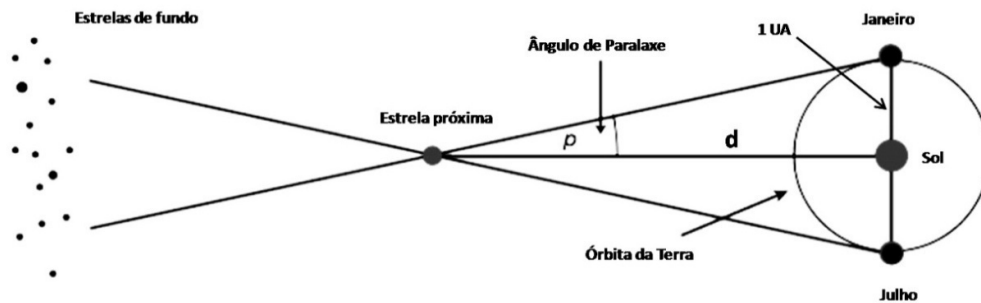 Estrelas de fundo
Janeiro
1 UA
Ângulo de Paralaxe
Estrela próxima
p
d
Sol
Órbita da Terra
Julho